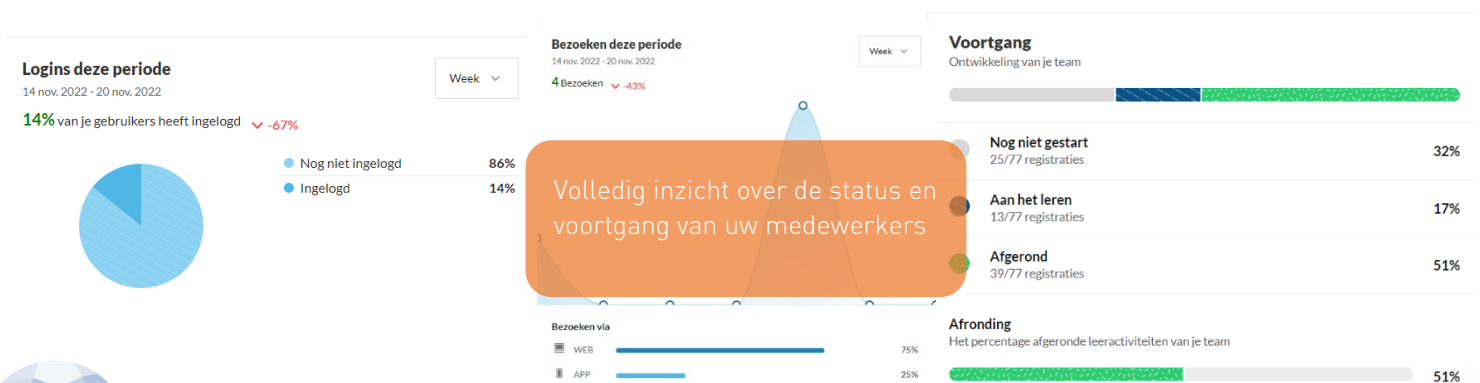 Logins deze periode
14 nov. 2022 - 20 nov. 2022
Week
14% van je gebruikers heeft ingelogd -67%
Nog niet ingelogd 86%
Ingelogd 14%
Bezoeken deze periode
14 nov. 2022 - 20 nov. 2022
Week
4 Bezoeken -43%
Volledig inzicht over de status en
voortgang van uw medewerkers
Bezoeken via
WEB 75%
APP 25%
Voortgang
Ontwikkeling van je team
Nog niet gestart
25/77 registraties
32%
Aan het leren
13/77 registraties
17%
Afgerond
39/77 registraties
51%
Afronding
Het percentage afgeronde leeractiviteiten van je team
51%